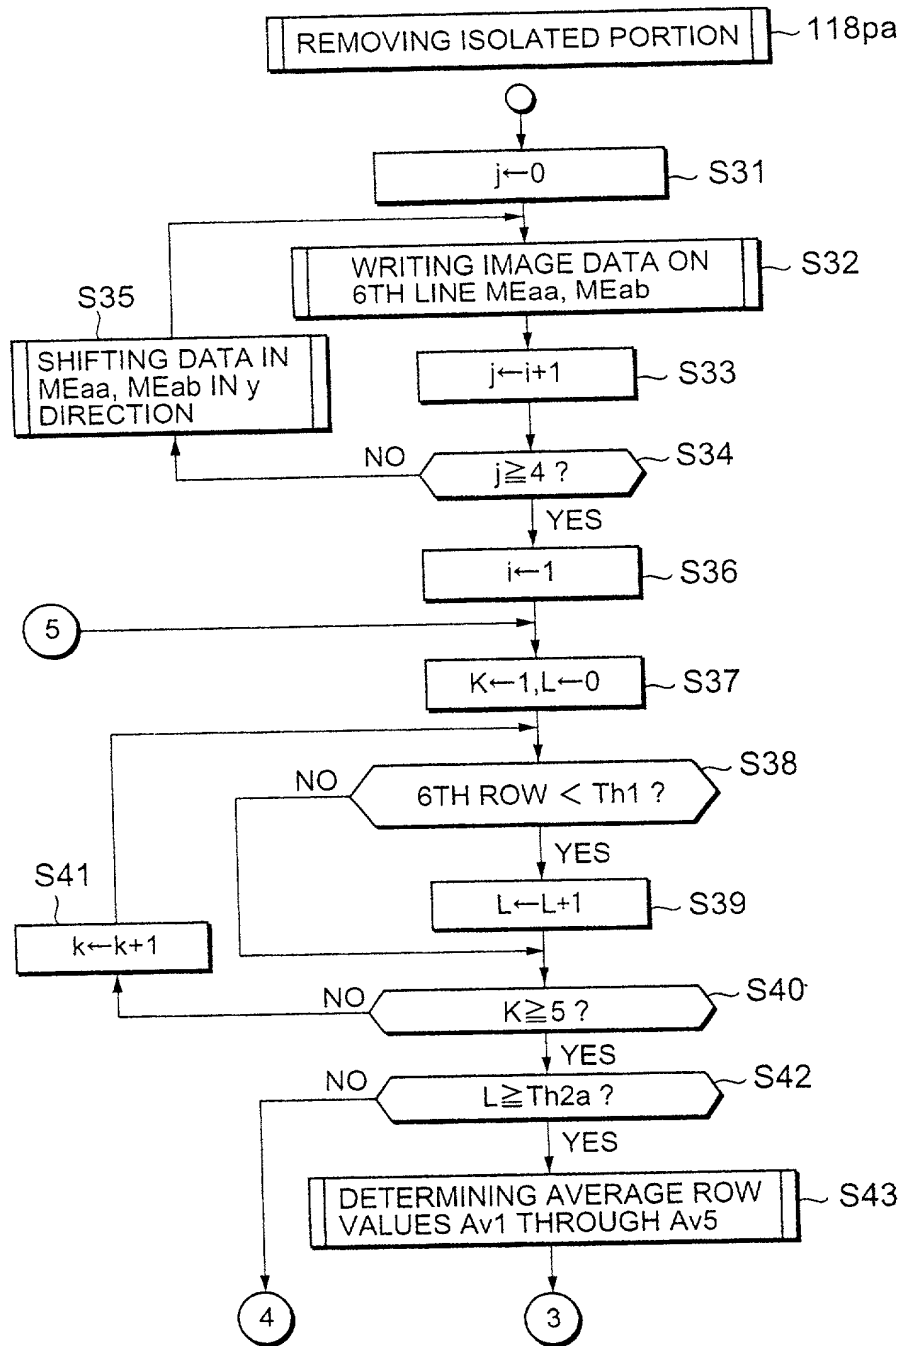 REMOVING ISOLATED PORTION
118pa
j←0
S31
WRITING IMAGE DATA ON
6TH LINE MEaa, MEab
S32
S35
SHIFTING DATA IN
MEaa, MEab IN y
DIRECTION
j←i+1
S33
NO
j≧4 ?
S34
YES
i←1
S36
5
K←1,L←0
S37
NO
6TH ROW < Th1 ?
S38
YES
S41
k←k+1
L←L+1
S39
NO
K≧5 ?
S40
YES
NO
L≧Th2a ?
S42
YES
DETERMINING AVERAGE ROW
VALUES Av1 THROUGH Av5
S43
4
3